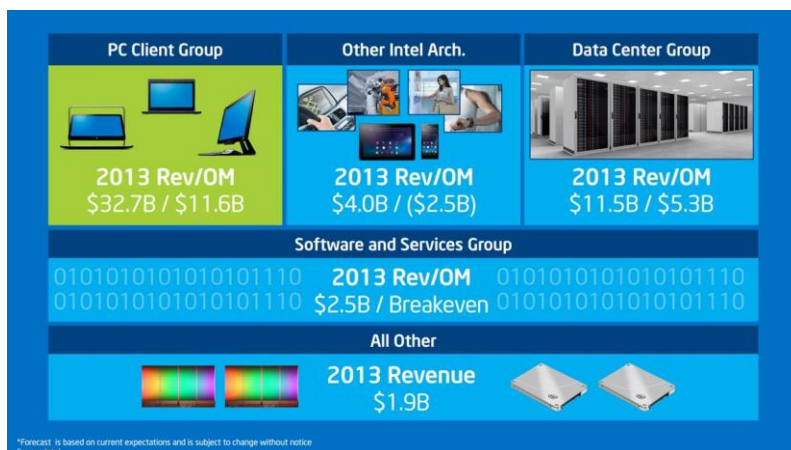 PC Client Group
2013 Rev/OM
$32.7B / $11.6B
Other Intel Arch.
2013 Rev/OM
$4.0B / ($2.5B)
Data Center Group
2013 Rev/OM
$11.5B / $5.3B
Software and Services Group
0101010101010101110 2013 Rev/OM 0101010101010101110
0101010101010101110 $2.5B / Breakeven 0101010101010101110
All Other
2013 Revenue
$1.9B
*Forecast is based on current expectations and is subject to change without notice